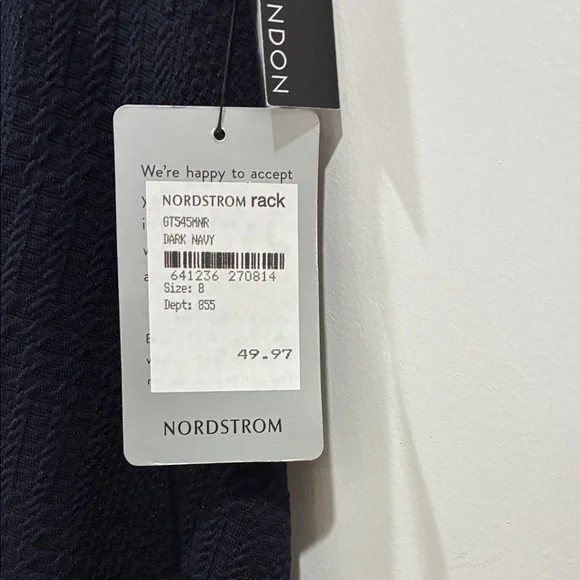 NDON
We're happy to accept
NORDSTROM rack
GT545MNR
DARK NAVY
641236 270814
Size: 8
Dept: 855
49.97
NORDSTROM